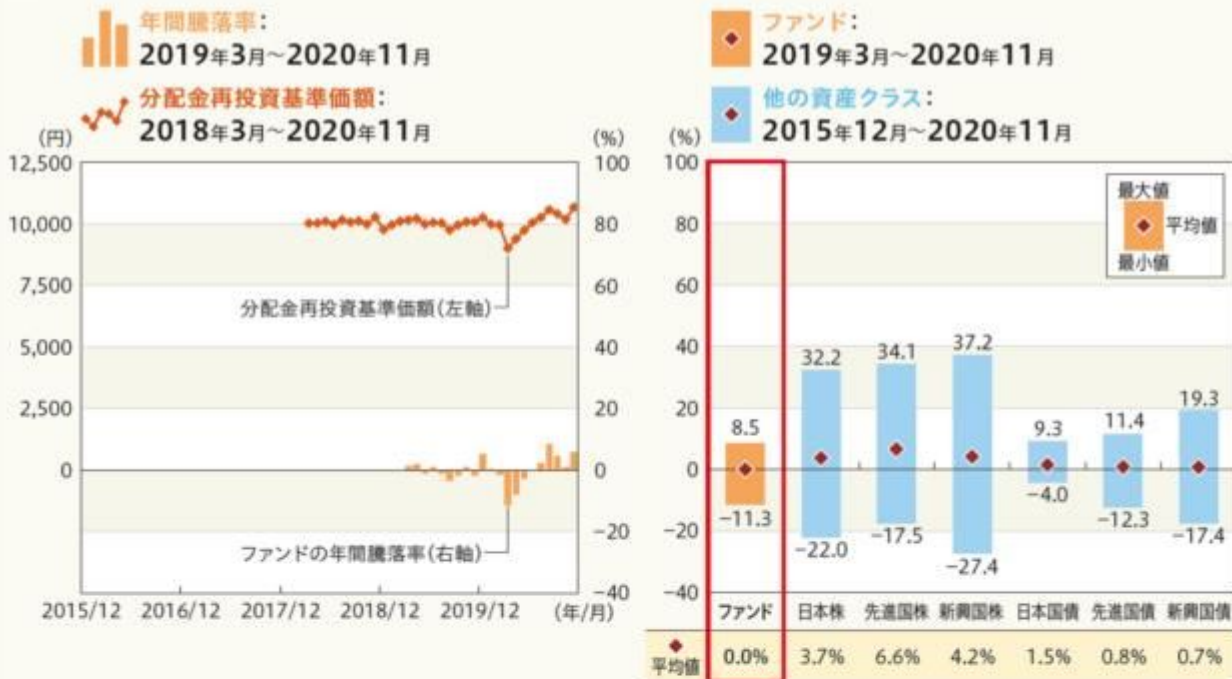 年間騰落率：
2019年3月～2020年11月
分配金再投資基準価額：
2018年3月～2020年11月
(円)
(%)
12,500
10,000
7,500
5,000
2,500
0
100
80
60
40
20
0
−20
−40
分配金再投資基準価額(左軸)
ファンドの年間騰落率(右軸)
2015/12 2016/12 2017/12 2018/12 2019/12 (年/月)
ファンド：
2019年3月～2020年11月
他の資産クラス：
2015年12月～2020年11月
(%)
100
80
60
40
20
0
−20
−40
最大値
平均値
最小値
8.5 32.2 34.1 37.2 9.3 11.4 19.3
−11.3 −22.0 −17.5 −27.4 −4.0 −12.3 −17.4
ファンド 日本株 先進国株 新興国株 日本国債 先進国債 新興国債
平均値 0.0% 3.7% 6.6% 4.2% 1.5% 0.8% 0.7%